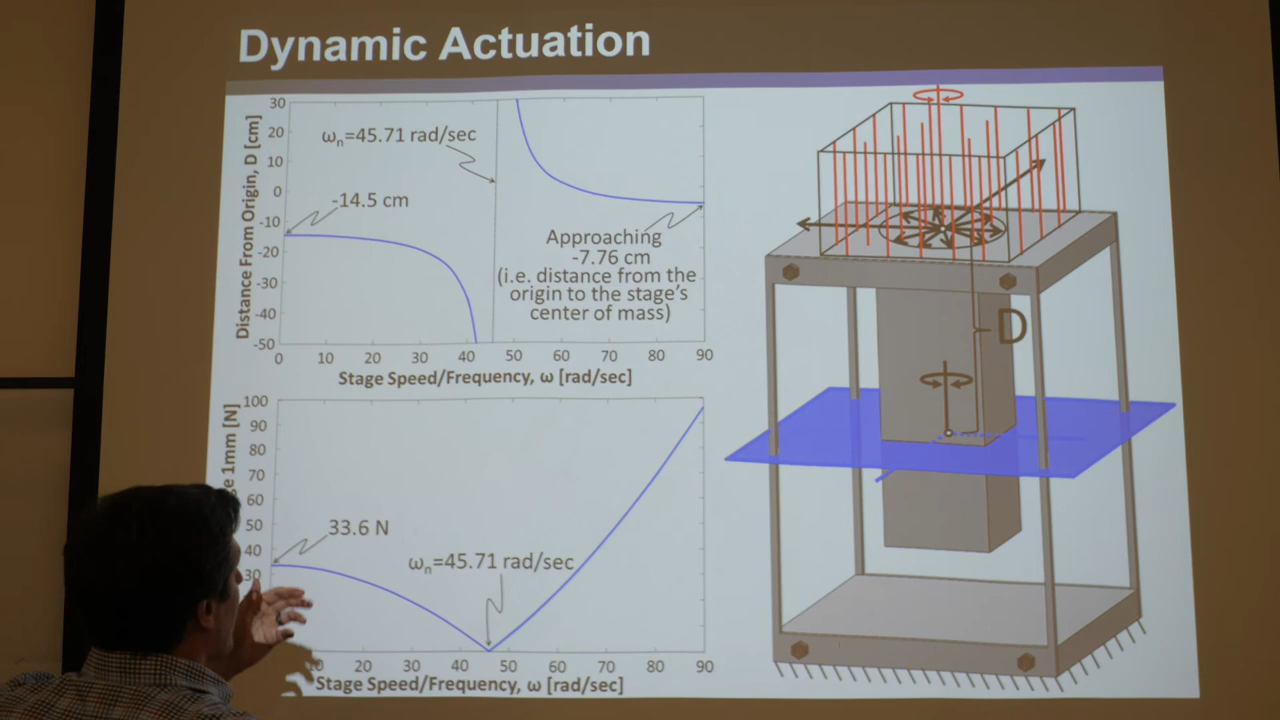 Dynamic Actuation
Distance From Origin, D [cm]
30
20
10
0
-10
-20
-30
-40
-50
ωn=45.71 rad/sec
-14.5 cm
Approaching
-7.76 cm
(i.e. distance from the
origin to the stage's
center of mass)
0 10 20 30 40 50 60 70 80 90
Stage Speed/Frequency, ω [rad/sec]
1mm [N]
100
90
80
70
60
50
40
30
33.6 N
ωn=45.71 rad/sec
20 30 40 50 60 70 80 90
Stage Speed/Frequency, ω [rad/sec]
D